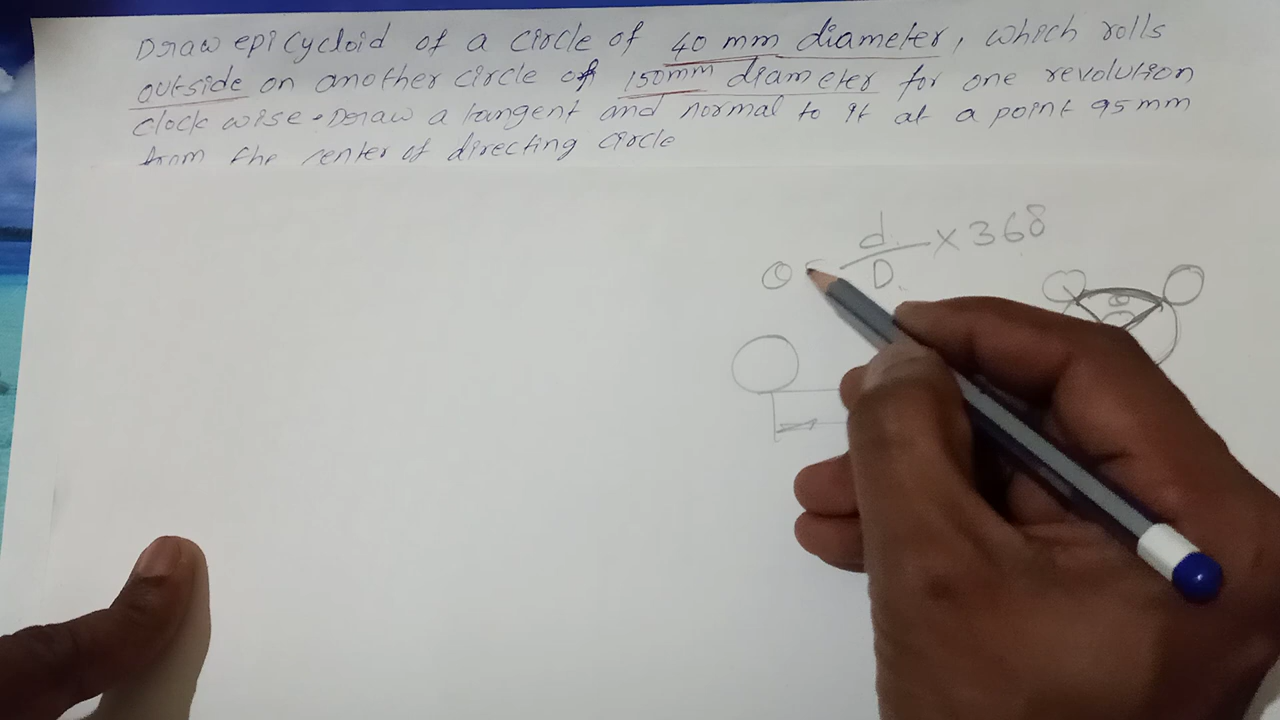 Draw epicycloid of a circle of 40 mm diameter, which rolls
outside on another circle of 150mm diameter for one revolution
clock wise. Draw a tangent and normal to it at a point 95mm
from the center of directing circle
d
θ = — × 360
D
θ